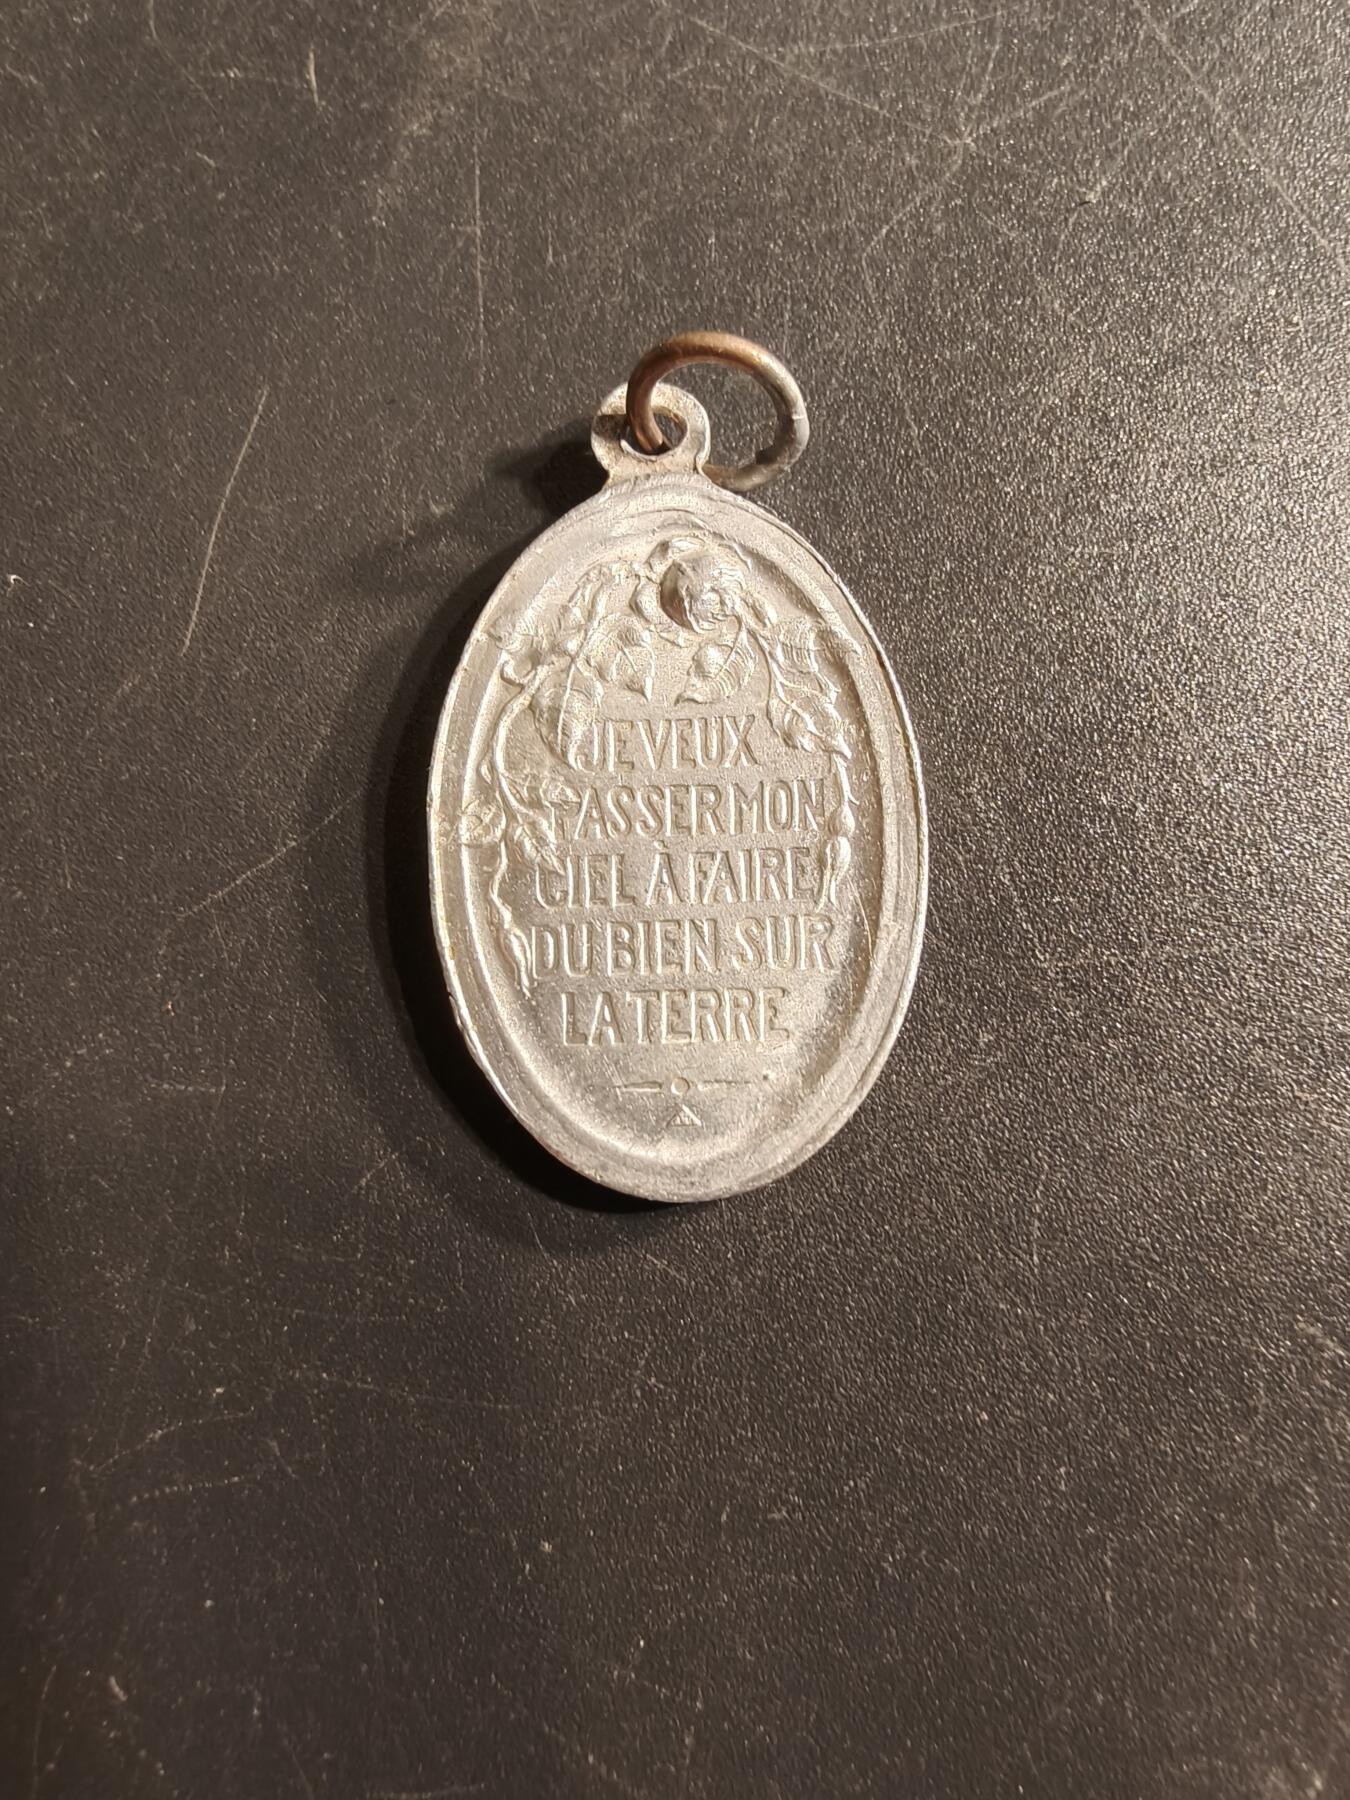 JE VEUX
PASSER MON
CIEL À FAIRE
DU BIEN SUR
LA TERRE